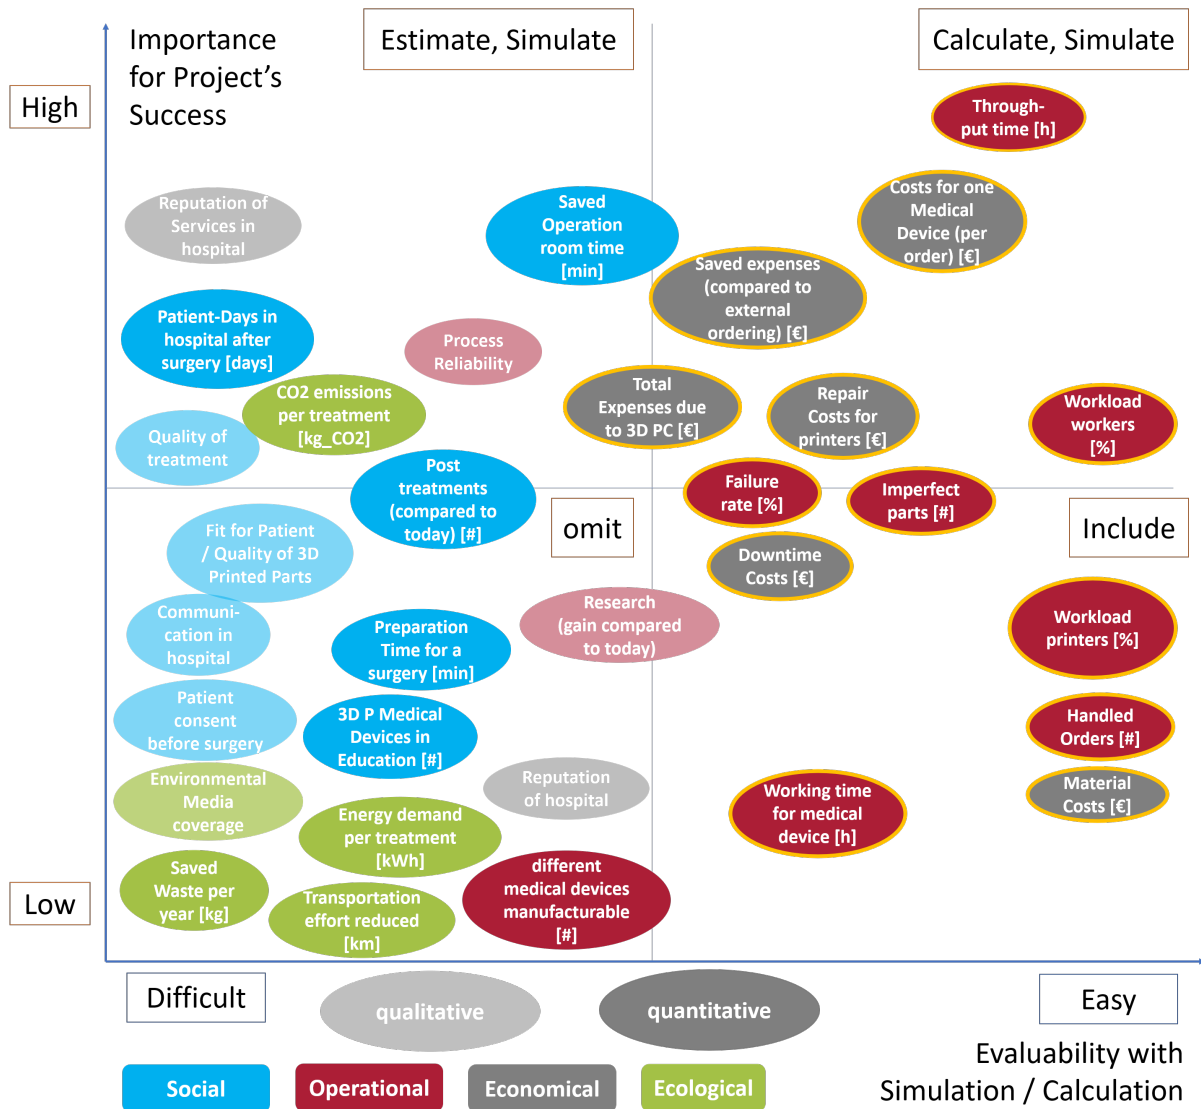 Importance
for Project's
Success
Estimate, Simulate
Calculate, Simulate
High
Through-
put time [h]
Reputation of
Services in
hospital
Saved
Operation
room time
[min]
Costs for one
Medical
Device (per
order) [€]
Saved expenses
(compared to
external
ordering) [€]
Patient-Days in
hospital after
surgery [days]
Process
Reliability
CO2 emissions
per treatment
[kg_CO2]
Total
Expenses due
to 3D PC [€]
Repair
Costs for
printers [€]
Workload
workers
[%]
Quality of
treatment
Post
treatments
(compared to
today) [#]
Failure
rate [%]
Imperfect
parts [#]
omit
Include
Fit for Patient
/ Quality of 3D
Printed Parts
Downtime
Costs [€]
Communi-
cation in
hospital
Preparation
Time for a
surgery [min]
Research
(gain compared
to today)
Workload
printers [%]
Patient
consent
before surgery
3D P Medical
Devices in
Education [#]
Handled
Orders [#]
Environmental
Media
coverage
Reputation
of hospital
Material
Costs [€]
Energy demand
per treatment
[kWh]
Working time
for medical
device [h]
Saved
Waste per
year [kg]
Transportation
effort reduced
[km]
different
medical devices
manufacturable
[#]
Low
Difficult
qualitative
quantitative
Easy
Evaluability with
Simulation / Calculation
Social
Operational
Economical
Ecological